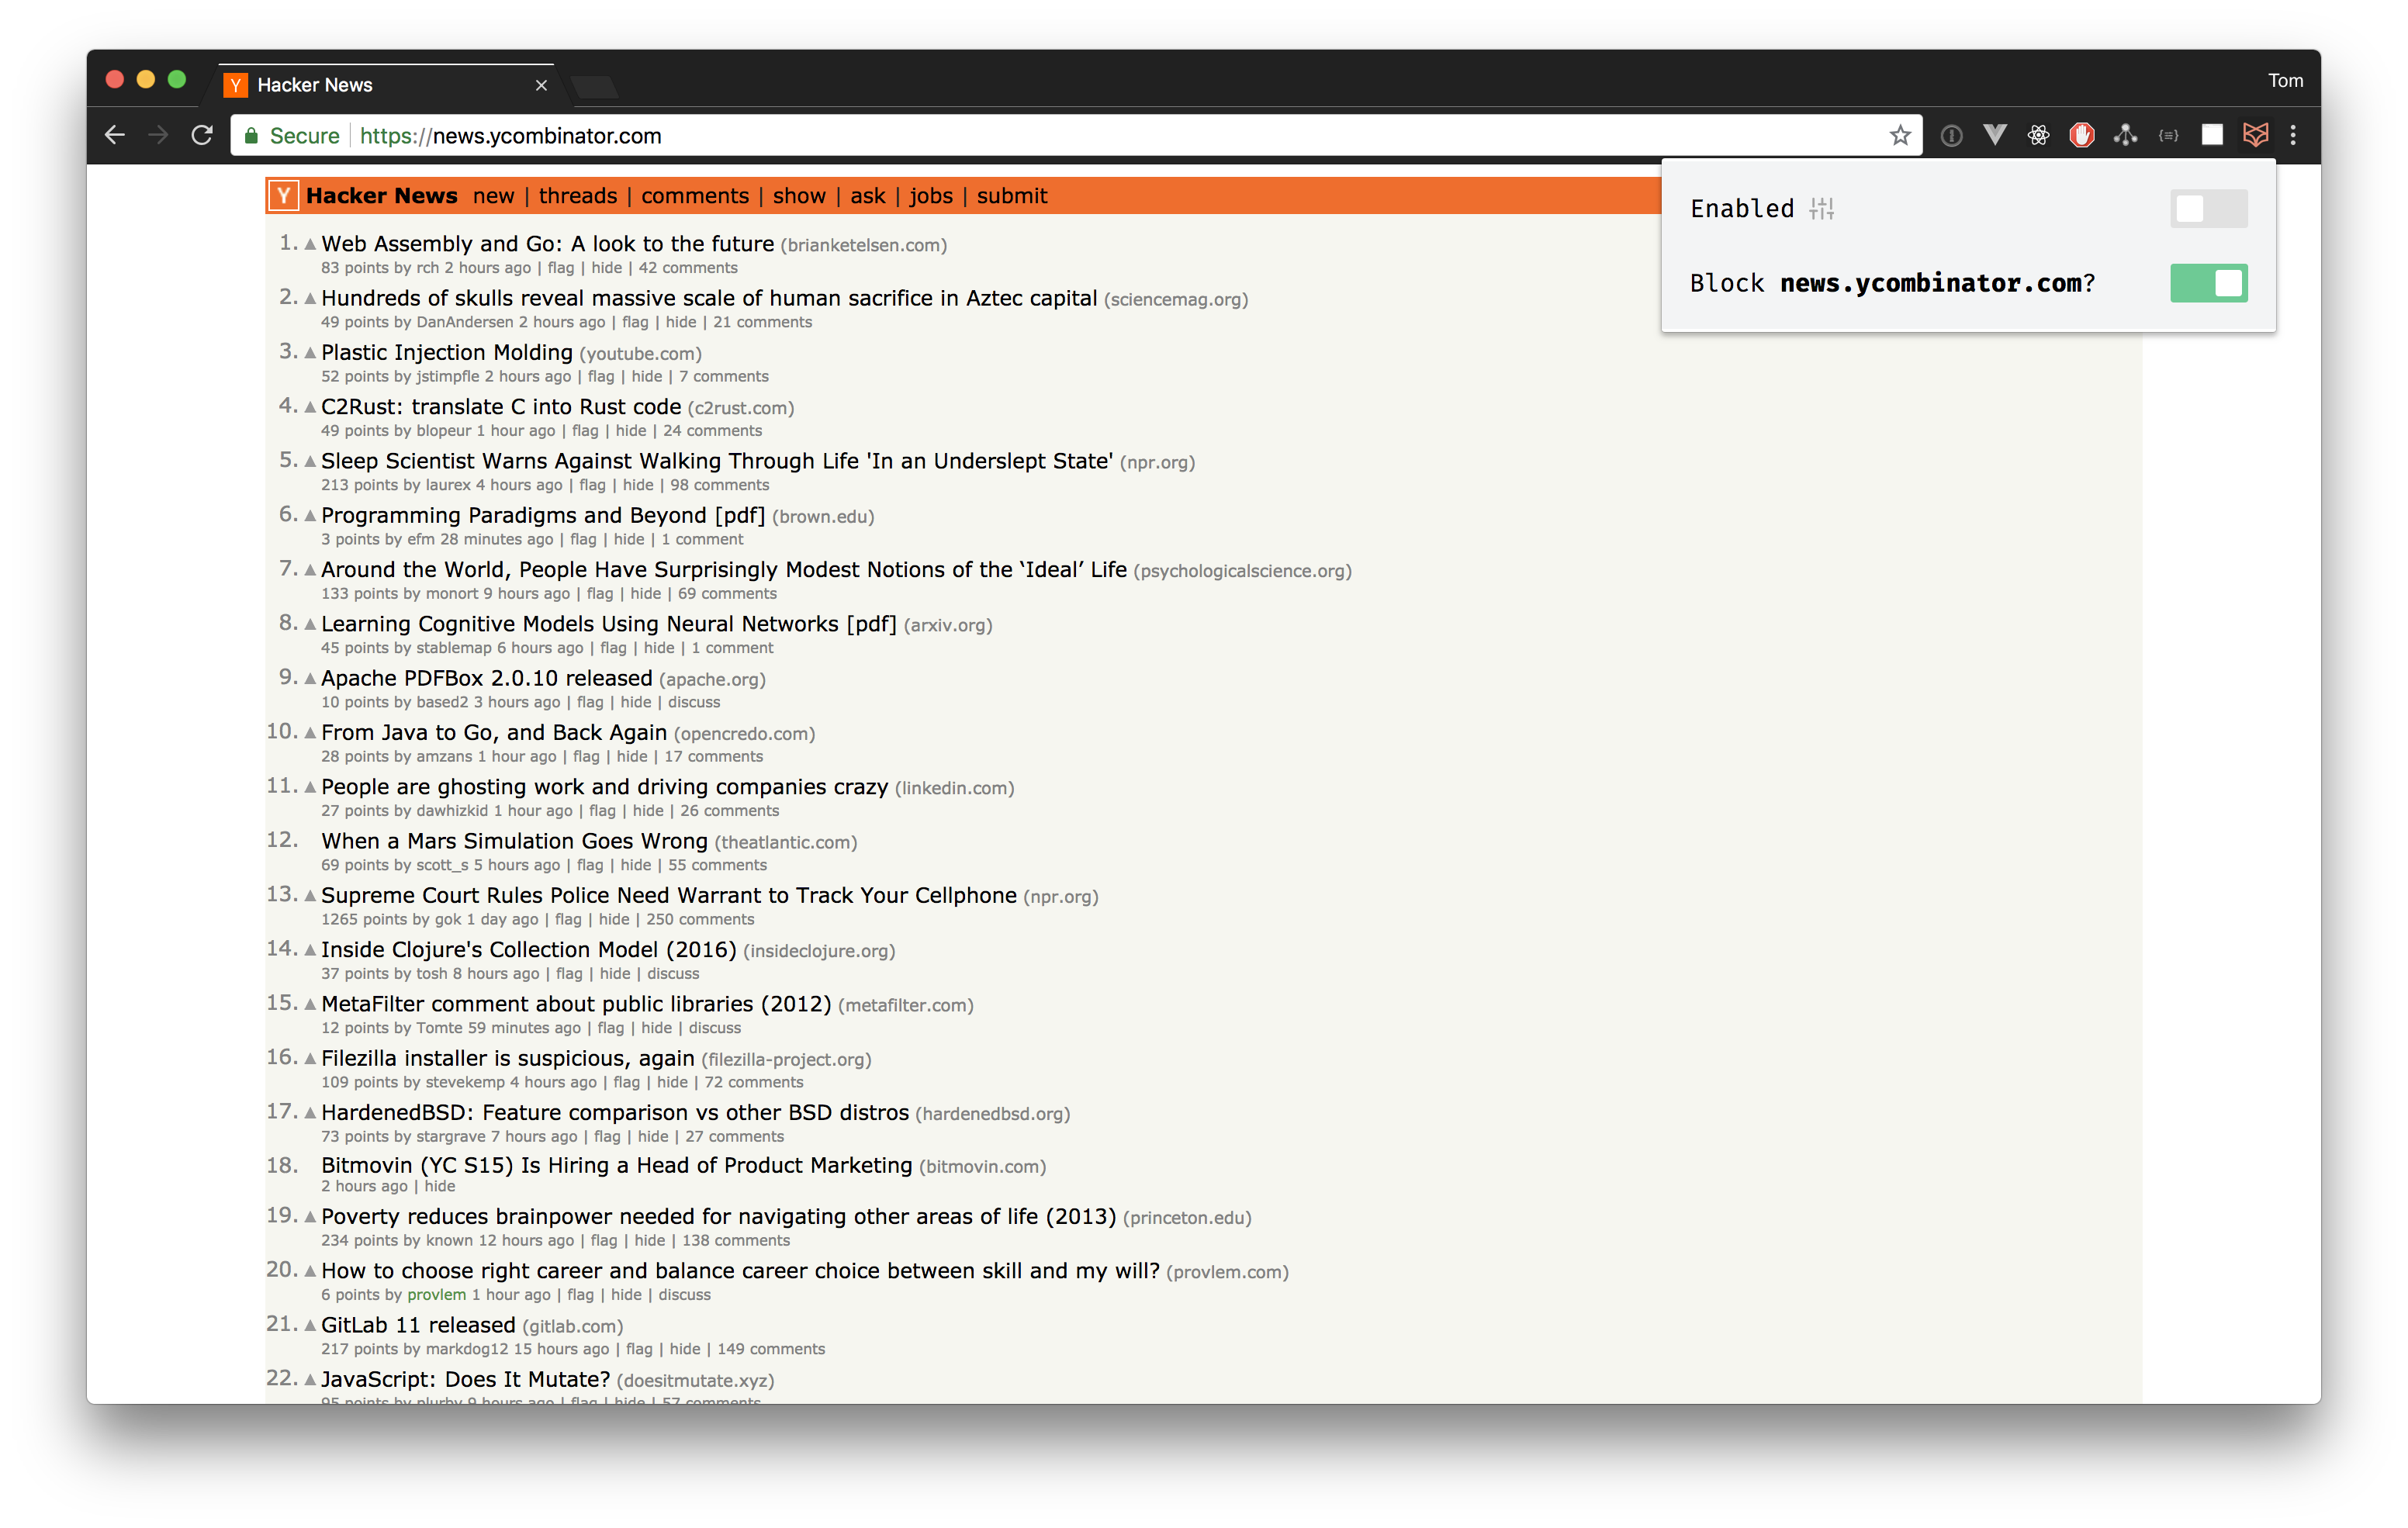 Y Hacker News
Tom
Secure https://news.ycombinator.com
Y Hacker News new | threads | comments | show | ask | jobs | submit
Enabled
Block news.ycombinator.com?
1. Web Assembly and Go: A look to the future (brianketelsen.com)
83 points by rch 2 hours ago | flag | hide | 42 comments
2. Hundreds of skulls reveal massive scale of human sacrifice in Aztec capital (sciencemag.org)
49 points by DanAndersen 2 hours ago | flag | hide | 21 comments
3. Plastic Injection Molding (youtube.com)
52 points by jstimpfle 2 hours ago | flag | hide | 7 comments
4. C2Rust: translate C into Rust code (c2rust.com)
49 points by blopeur 1 hour ago | flag | hide | 24 comments
5. Sleep Scientist Warns Against Walking Through Life 'In an Underslept State' (npr.org)
213 points by laurex 4 hours ago | flag | hide | 98 comments
6. Programming Paradigms and Beyond [pdf] (brown.edu)
3 points by efm 28 minutes ago | flag | hide | 1 comment
7. Around the World, People Have Surprisingly Modest Notions of the ‘Ideal’ Life (psychologicalscience.org)
133 points by monort 9 hours ago | flag | hide | 69 comments
8. Learning Cognitive Models Using Neural Networks [pdf] (arxiv.org)
45 points by stablemap 6 hours ago | flag | hide | 1 comment
9. Apache PDFBox 2.0.10 released (apache.org)
10 points by based2 3 hours ago | flag | hide | discuss
10. From Java to Go, and Back Again (opencredo.com)
28 points by amzans 1 hour ago | flag | hide | 17 comments
11. People are ghosting work and driving companies crazy (linkedin.com)
27 points by dawhizkid 1 hour ago | flag | hide | 26 comments
12. When a Mars Simulation Goes Wrong (theatlantic.com)
69 points by scott_s 5 hours ago | flag | hide | 55 comments
13. Supreme Court Rules Police Need Warrant to Track Your Cellphone (npr.org)
1265 points by gok 1 day ago | flag | hide | 250 comments
14. Inside Clojure's Collection Model (2016) (insideclojure.org)
37 points by tosh 8 hours ago | flag | hide | discuss
15. MetaFilter comment about public libraries (2012) (metafilter.com)
12 points by Tomte 59 minutes ago | flag | hide | discuss
16. Filezilla installer is suspicious, again (filezilla-project.org)
109 points by stevekemp 4 hours ago | flag | hide | 72 comments
17. HardenedBSD: Feature comparison vs other BSD distros (hardenedbsd.org)
73 points by stargrave 7 hours ago | flag | hide | 27 comments
18. Bitmovin (YC S15) Is Hiring a Head of Product Marketing (bitmovin.com)
2 hours ago | hide
19. Poverty reduces brainpower needed for navigating other areas of life (2013) (princeton.edu)
234 points by known 12 hours ago | flag | hide | 138 comments
20. How to choose right career and balance career choice between skill and my will? (provlem.com)
6 points by provlem 1 hour ago | flag | hide | discuss
21. GitLab 11 released (gitlab.com)
217 points by markdog12 15 hours ago | flag | hide | 149 comments
22. JavaScript: Does It Mutate? (doesitmutate.xyz)
95 points by plurby 9 hours ago | flag | hide | 57 comments